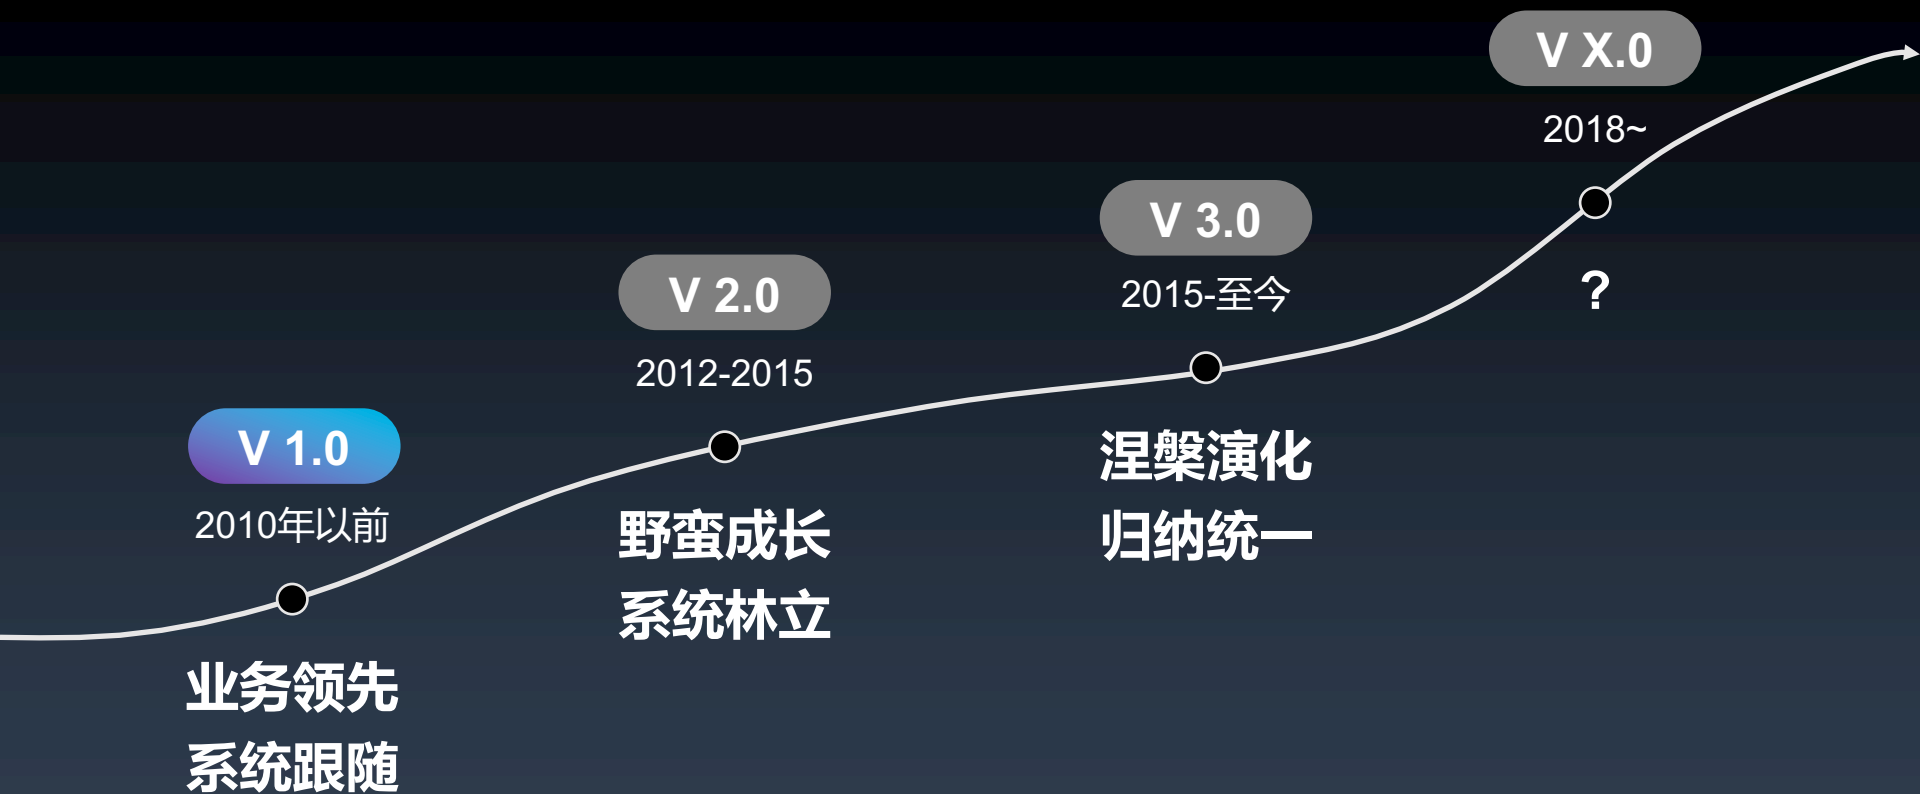 V 1.0
2010年以前
业务领先
系统跟随
V 2.0
2012-2015
野蛮成长
系统林立
V 3.0
2015-至今
涅槃演化
归纳统一
V X.0
2018~
?